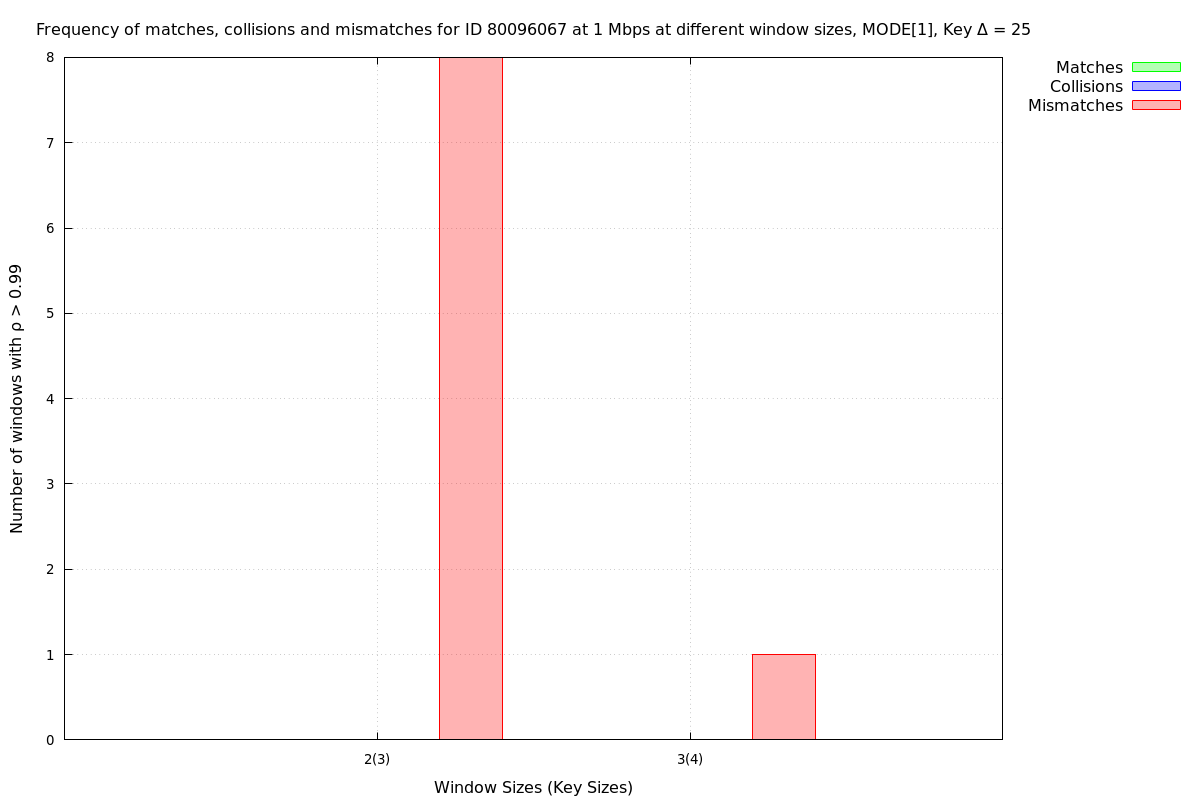 Frequency of matches, collisions and mismatches for ID 80096067 at 1 Mbps at different window sizes, MODE[1], Key Δ = 25
Matches
Collisions
Mismatches
Number of windows with ρ > 0.99
8
7
6
5
4
3
2
1
0
2(3)
3(4)
Window Sizes (Key Sizes)